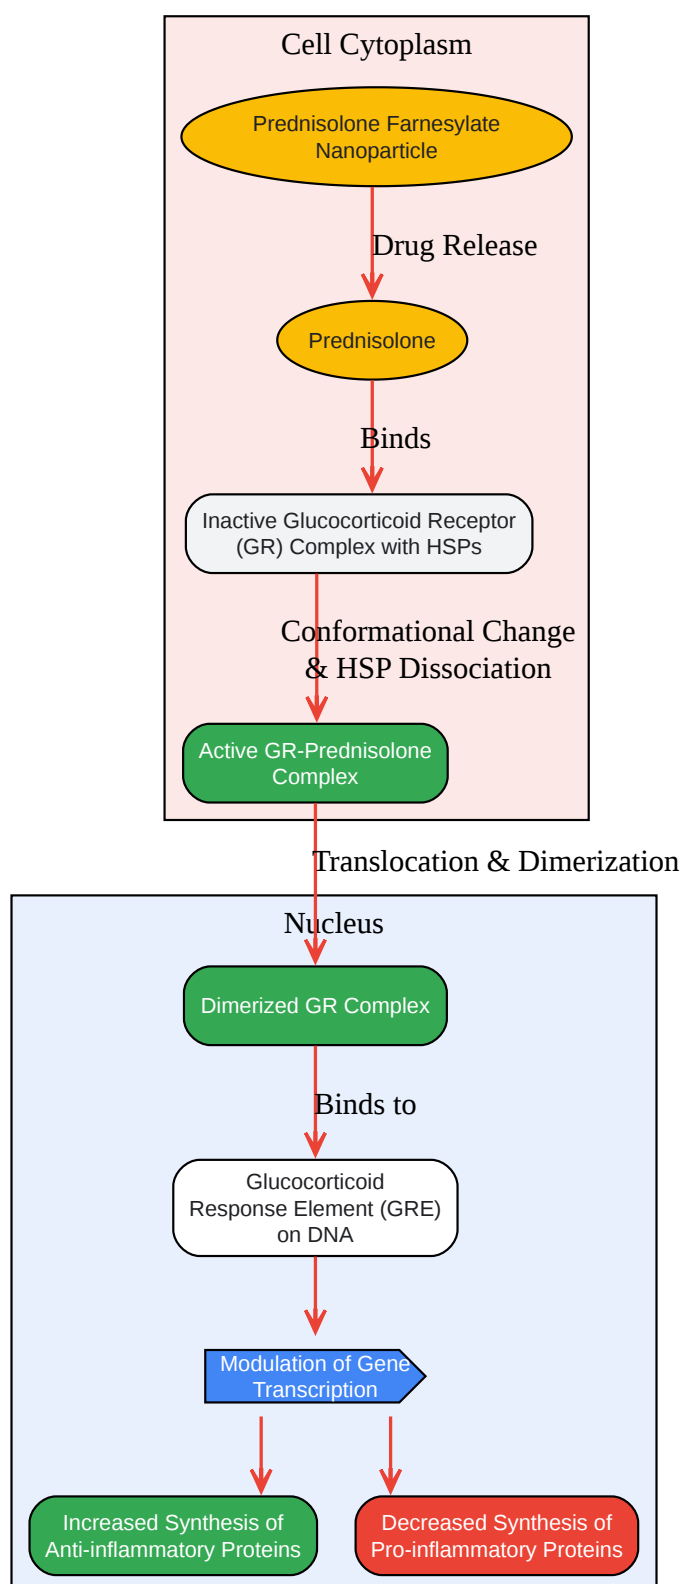 Cell Cytoplasm
Prednisolone Farnesylate
Nanoparticle
Drug Release
Prednisolone
Binds
Inactive Glucocorticoid Receptor
(GR) Complex with HSPs
Conformational Change
& HSP Dissociation
Active GR-Prednisolone
Complex
Translocation & Dimerization
Nucleus
Dimerized GR Complex
Binds to
Glucocorticoid
Response Element (GRE)
on DNA
Modulation of Gene
Transcription
Increased Synthesis of
Anti-inflammatory Proteins
Decreased Synthesis of
Pro-inflammatory Proteins